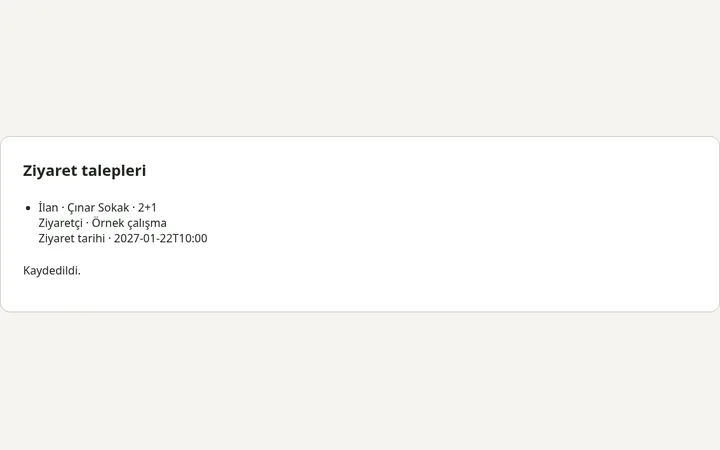 Ziyaret talepleri
• İlan · Çınar Sokak · 2+1
Ziyaretçi · Örnek çalışma
Ziyaret tarihi · 2027-01-22T10:00
Kaydedildi.